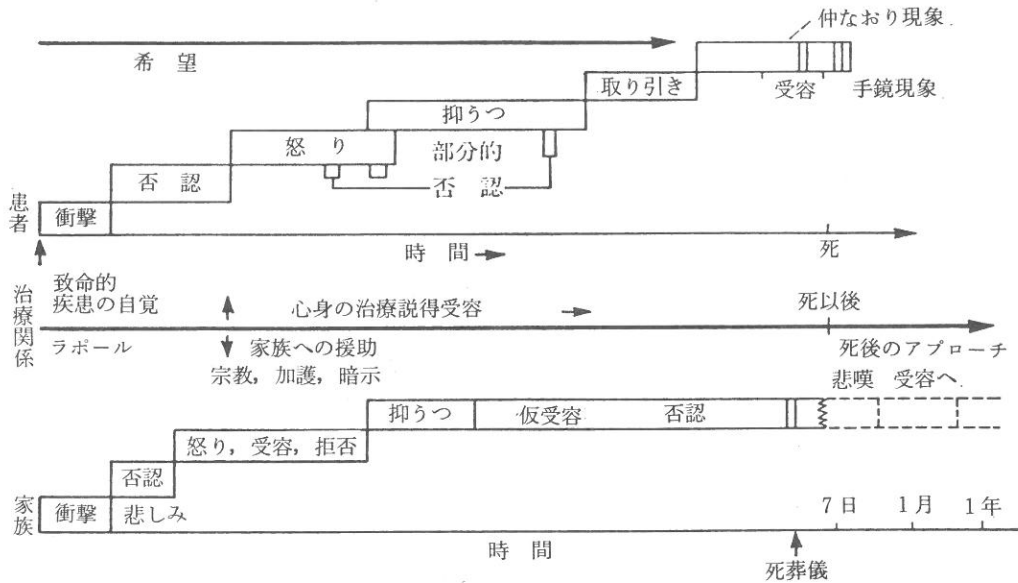 仲なおり現象
希望
取り引き
受容
手鏡現象
抑うつ
怒り
部分的
否認
否認
患者
衝撃
時間
死
致命的
疾患の自覚
心身の治療説得受容
死以後
治療関係
ラポール
家族への援助
宗教，加護，暗示
死後のアプローチ
悲嘆 受容へ
抑うつ
仮受容 否認
怒り，受容，拒否
否認
家族
衝撃
悲しみ
7日 1月 1年
時間
死葬儀